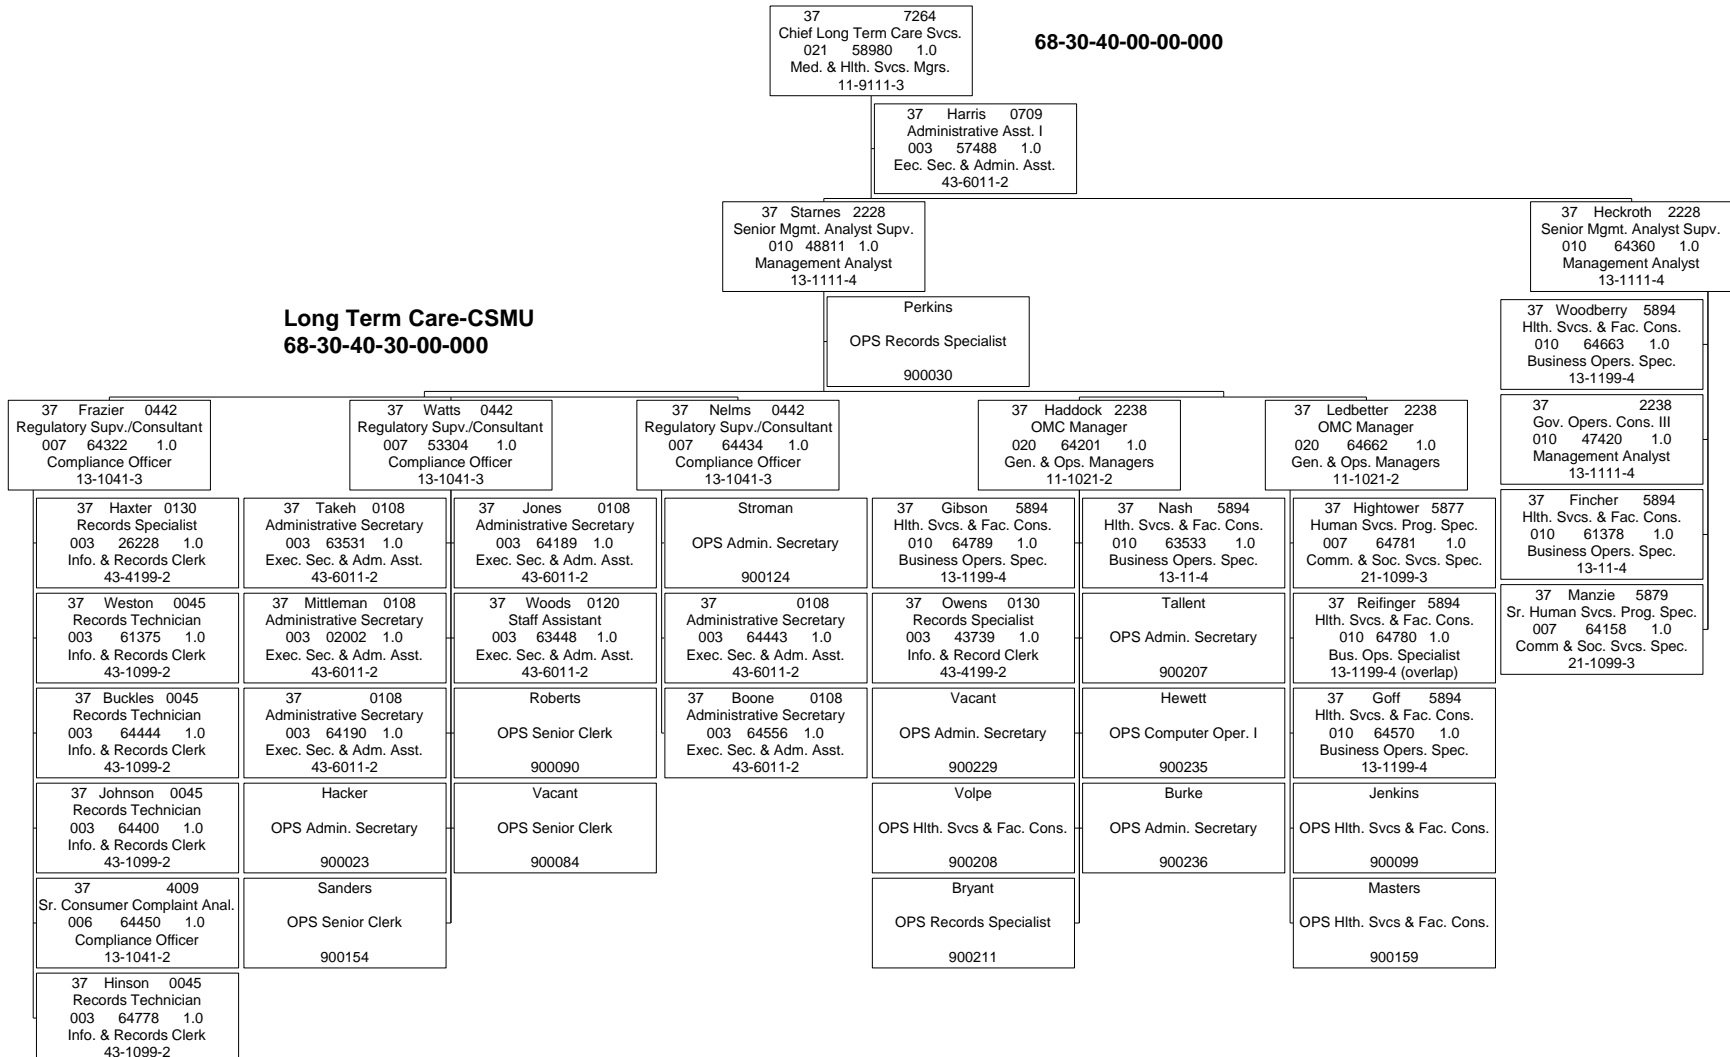 37 7264
Chief Long Term Care Svcs.
021 58980 1.0
Med. & Hlth. Svcs. Mgrs.
11-9111-3
68-30-40-00-00-000
37 Harris 0709
Administrative Asst. I
003 57488 1.0
Eec. Sec. & Admin. Asst.
43-6011-2
37 Starnes 2228
Senior Mgmt. Analyst Supv.
010 48811 1.0
Management Analyst
13-1111-4
37 Heckroth 2228
Senior Mgmt. Analyst Supv.
010 64360 1.0
Management Analyst
13-1111-4
Long Term Care-CSMU
68-30-40-30-00-000
Perkins
OPS Records Specialist
900030
37 Woodberry 5894
Hlth. Svcs. & Fac. Cons.
010 64663 1.0
Business Opers. Spec.
13-1199-4
37 2238
Gov. Opers. Cons. III
010 47420 1.0
Management Analyst
13-1111-4
37 Fincher 5894
Hlth. Svcs. & Fac. Cons.
010 61378 1.0
Business Opers. Spec.
13-11-4
37 Manzie 5879
Sr. Human Svcs. Prog. Spec.
007 64158 1.0
Comm & Soc. Svcs. Spec.
21-1099-3
37 Frazier 0442
Regulatory Supv./Consultant
007 64322 1.0
Compliance Officer
13-1041-3
37 Watts 0442
Regulatory Supv./Consultant
007 53304 1.0
Compliance Officer
13-1041-3
37 Nelms 0442
Regulatory Supv./Consultant
007 64434 1.0
Compliance Officer
13-1041-3
37 Haddock 2238
OMC Manager
020 64201 1.0
Gen. & Ops. Managers
11-1021-2
37 Ledbetter 2238
OMC Manager
020 64662 1.0
Gen. & Ops. Managers
11-1021-2
37 Haxter 0130
Records Specialist
003 26228 1.0
Info. & Records Clerk
43-4199-2
37 Weston 0045
Records Technician
003 61375 1.0
Info. & Records Clerk
43-1099-2
37 Buckles 0045
Records Technician
003 64444 1.0
Info. & Records Clerk
43-1099-2
37 Johnson 0045
Records Technician
003 64400 1.0
Info. & Records Clerk
43-1099-2
37 4009
Sr. Consumer Complaint Anal.
006 64450 1.0
Compliance Officer
13-1041-2
37 Hinson 0045
Records Technician
003 64778 1.0
Info. & Records Clerk
43-1099-2
37 Takeh 0108
Administrative Secretary
003 63531 1.0
Exec. Sec. & Adm. Asst.
43-6011-2
37 Mittleman 0108
Administrative Secretary
003 02002 1.0
Exec. Sec. & Adm. Asst.
43-6011-2
37 0108
Administrative Secretary
003 64190 1.0
Exec. Sec. & Adm. Asst.
43-6011-2
Hacker
OPS Admin. Secretary
900023
Sanders
OPS Senior Clerk
900154
37 Jones 0108
Administrative Secretary
003 64189 1.0
Exec. Sec. & Adm. Asst.
43-6011-2
37 Woods 0120
Staff Assistant
003 63448 1.0
Exec. Sec. & Adm. Asst.
43-6011-2
Roberts
OPS Senior Clerk
900090
Vacant
OPS Senior Clerk
900084
Stroman
OPS Admin. Secretary
900124
37 0108
Administrative Secretary
003 64443 1.0
Exec. Sec. & Adm. Asst.
43-6011-2
37 Boone 0108
Administrative Secretary
003 64556 1.0
Exec. Sec. & Adm. Asst.
43-6011-2
37 Gibson 5894
Hlth. Svcs. & Fac. Cons.
010 64789 1.0
Business Opers. Spec.
13-1199-4
37 Owens 0130
Records Specialist
003 43739 1.0
Info. & Record Clerk
43-4199-2
Vacant
OPS Admin. Secretary
900229
Volpe
OPS Hlth. Svcs & Fac. Cons.
900208
Bryant
OPS Records Specialist
900211
37 Nash 5894
Hlth. Svcs. & Fac. Cons.
010 63533 1.0
Business Opers. Spec.
13-11-4
Tallent
OPS Admin. Secretary
900207
Hewett
OPS Computer Oper. I
900235
Burke
OPS Admin. Secretary
900236
37 Hightower 5877
Human Svcs. Prog. Spec.
007 64781 1.0
Comm. & Soc. Svcs. Spec.
21-1099-3
37 Reifinger 5894
Hlth. Svcs. & Fac. Cons.
010 64780 1.0
Bus. Ops. Specialist
13-1199-4 (overlap)
37 Goff 5894
Hlth. Svcs. & Fac. Cons.
010 64570 1.0
Business Opers. Spec.
13-1199-4
Jenkins
OPS Hlth. Svcs & Fac. Cons.
900099
Masters
OPS Hlth. Svcs & Fac. Cons.
900159